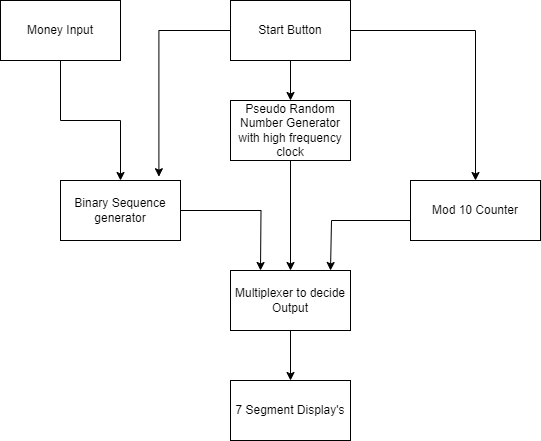 Money Input
Start Button
Pseudo Random
Number Generator
with high frequency
clock
Binary Sequence
generator
Mod 10 Counter
Multiplexer to decide
Output
7 Segment Display's